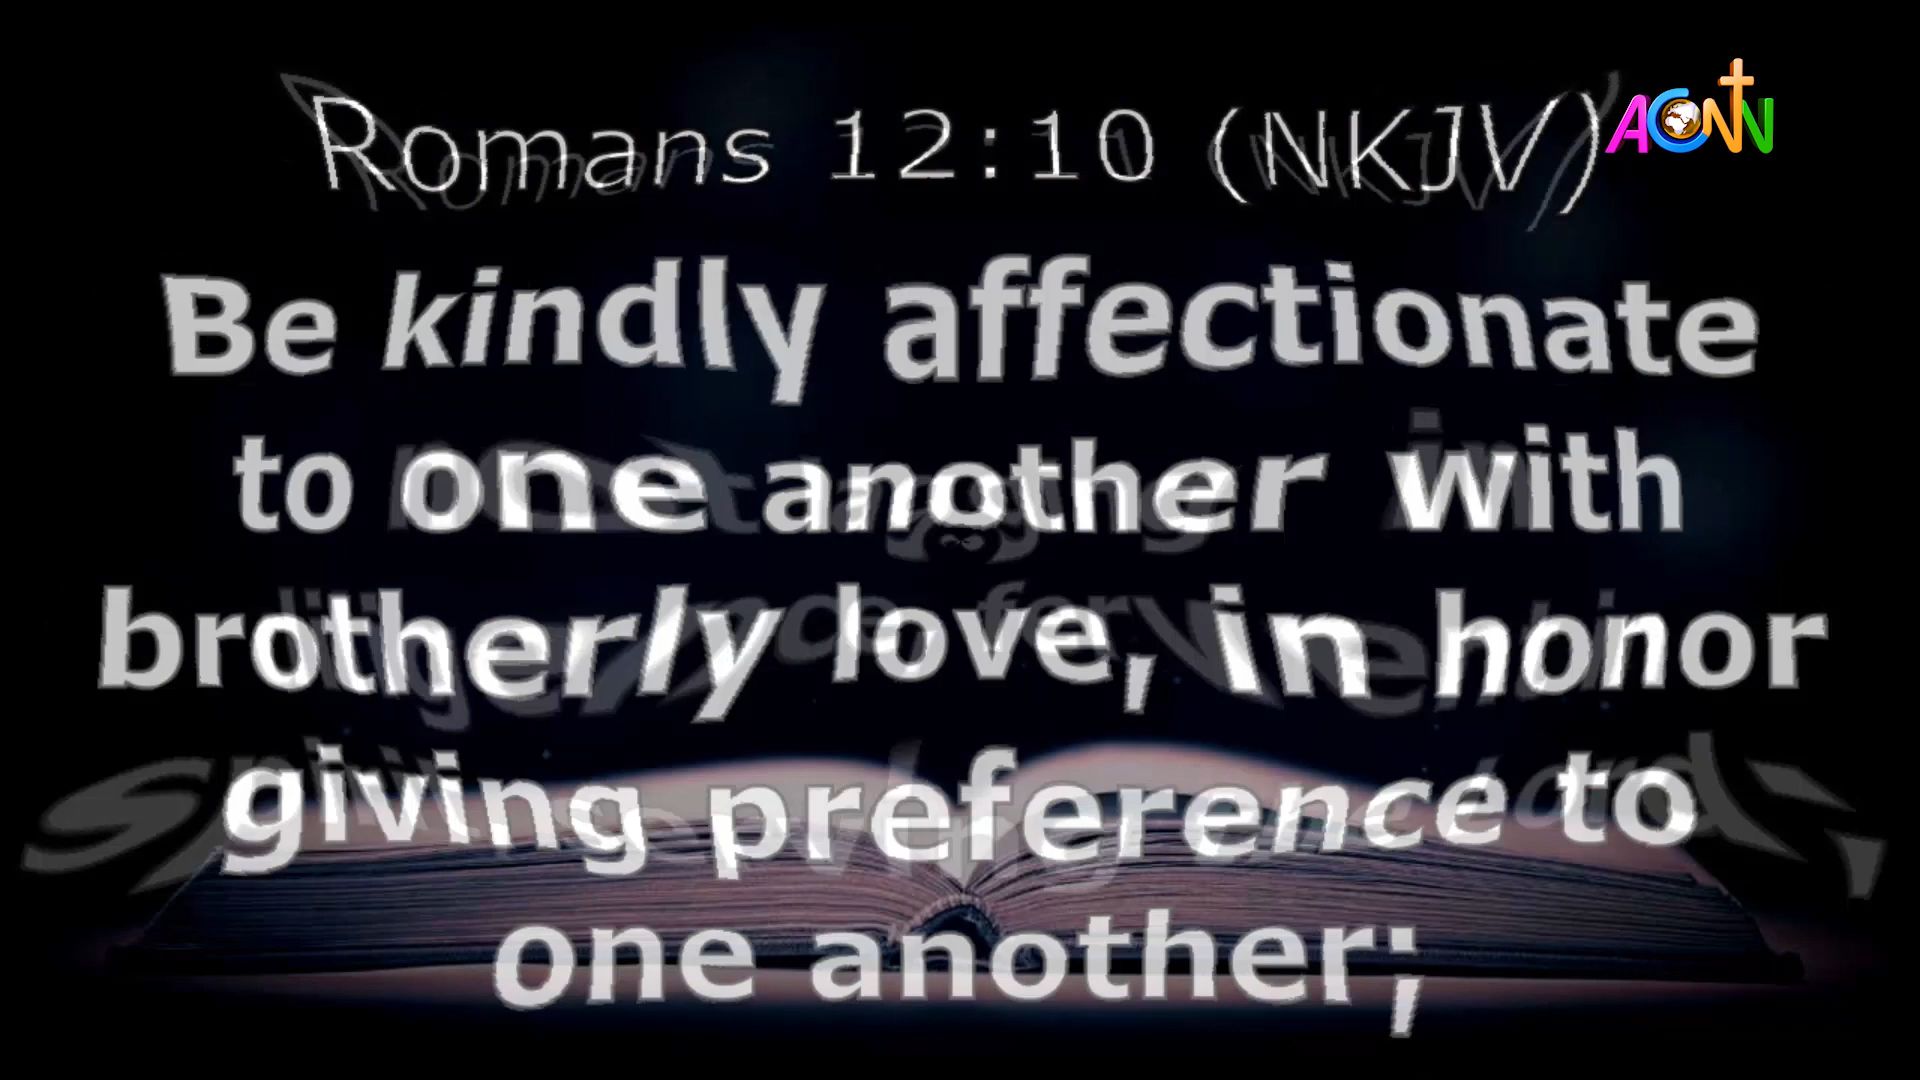 Romans 12:10 (NKJV)
ACNN
Be kindly affectionate
to one another with
brotherly love, in honor
giving preference to
one another;